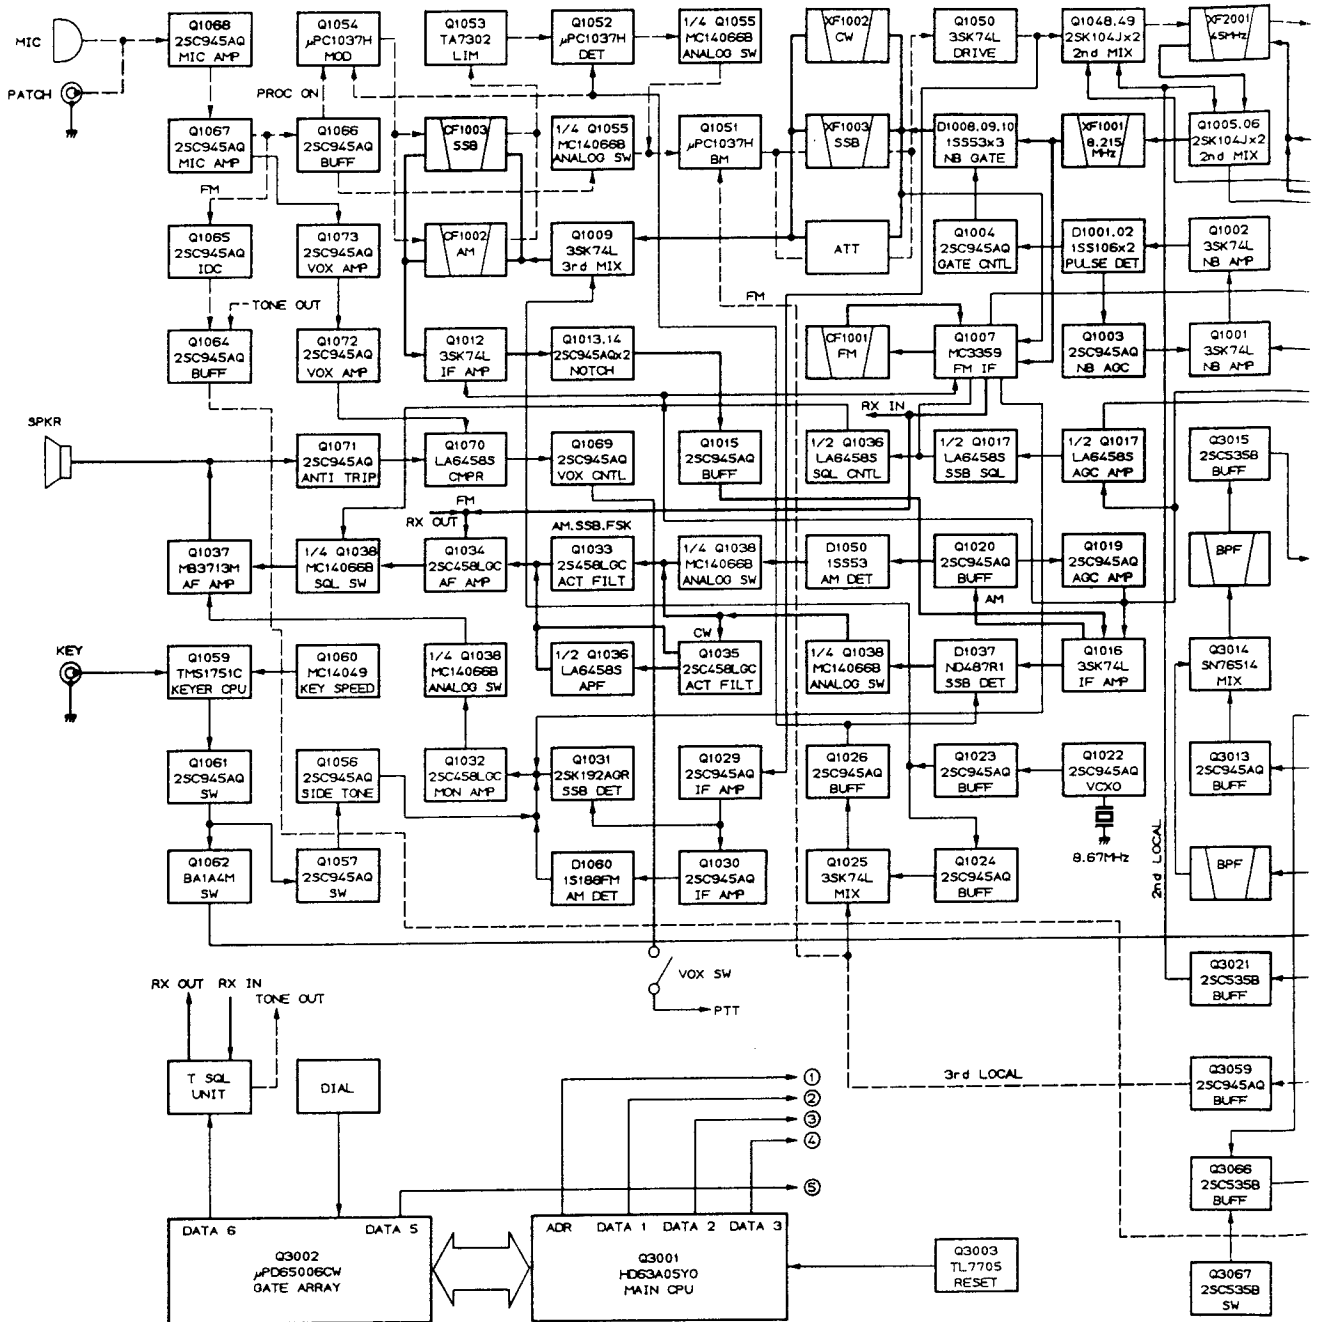 MIC
PATCH
Q1068
2SC945AQ
MIC AMP
Q1054
µPC1037H
MOD
Q1053
TA7302
LIM
Q1052
µPC1037H
DET
1/4 Q1055
MC14066B
ANALOG SW
XF1002
CW
Q1050
3SK74L
DRIVE
Q1048.49
2SK104Jx2
2nd MIX
XF2001
45MHz
PROC ON
Q1067
2SC945AQ
MIC AMP
Q1066
2SC945AQ
BUFF
CF1003
SSB
1/4 Q1055
MC14066B
ANALOG SW
Q1051
µPC1037H
BM
XF1003
SSB
D1008.09.10
1SS53x3
NB GATE
XF1001
8.215
MHz
Q1005.06
2SK104Jx2
2nd MIX
FM
Q1065
2SC945AQ
IDC
Q1073
2SC945AQ
VOX AMP
CF1002
AM
Q1009
3SK74L
3rd MIX
ATT
Q1004
2SC945AQ
GATE CNTL
D1001.02
1SS106x2
PULSE DET
Q1002
3SK74L
NB AMP
TONE OUT
FM
Q1064
2SC945AQ
BUFF
Q1072
2SC945AQ
VOX AMP
Q1012
3SK74L
IF AMP
Q1013.14
2SC945AQx2
NOTCH
CF1001
FM
Q1007
MC3359
FM IF
Q1003
2SC945AQ
NB AGC
Q1001
3SK74L
NB AMP
RX IN
SPKR
Q1071
2SC945AQ
ANTI TRIP
Q1070
LA6458S
CMPR
Q1069
2SC945AQ
VOX CNTL
Q1015
2SC945AQ
BUFF
1/2 Q1036
LA6458S
SQL CNTL
1/2 Q1017
LA6458S
SSB SQL
1/2 Q1017
LA6458S
AGC AMP
Q3015
2SC535B
BUFF
FM
RX OUT
AM.SSB.FSK
Q1037
MB3713M
AF AMP
1/4 Q1038
MC14066B
SQL SW
Q1034
2SC458LGC
AF AMP
Q1033
2S458LGC
ACT FILT
1/4 Q1038
MC14066B
ANALOG SW
D1050
1SS53
AM DET
Q1020
2SC945AQ
BUFF
Q1019
2SC945AQ
AGC AMP
BPF
AM
KEY
CW
Q1059
TMS1751C
KEYER CPU
Q1060
MC14049
KEY SPEED
1/4 Q1038
MC14066B
ANALOG SW
1/2 Q1036
LA6458S
APF
Q1035
2SC458LGC
ACT FILT
1/4 Q1038
MC14066B
ANALOG SW
D1037
ND487R1
SSB DET
Q1016
3SK74L
IF AMP
Q3014
SN76514
MIX
Q1061
2SC945AQ
SW
Q1056
2SC945AQ
SIDE TONE
Q1032
2SC458LGC
MON AMP
Q1031
2SK192AQR
SSB DET
Q1029
2SC945AQ
IF AMP
Q1026
2SC945AQ
BUFF
Q1023
2SC945AQ
BUFF
Q1022
2SC945AQ
VCXO
Q3013
2SC945AQ
BUFF
8.67MHz
2nd LOCAL
Q1062
BA1A4M
SW
Q1057
2SC945AQ
SW
D1060
1S188FM
AM DET
Q1030
2SC945AQ
IF AMP
Q1025
3SK74L
MIX
Q1024
2SC945AQ
BUFF
BPF
VOX SW
PTT
Q3021
2SC535B
BUFF
RX OUT
RX IN
TONE OUT
T SQL
UNIT
DIAL
3rd LOCAL
Q3059
2SC945AQ
BUFF
1
2
3
4
5
Q3066
2SC535B
BUFF
DATA 6
DATA 5
Q3002
µPD65006CW
GATE ARRAY
ADR
DATA 1
DATA 2
DATA 3
Q3001
HD63A05Y0
MAIN CPU
Q3003
TL7705
RESET
Q3067
2SC535B
SW